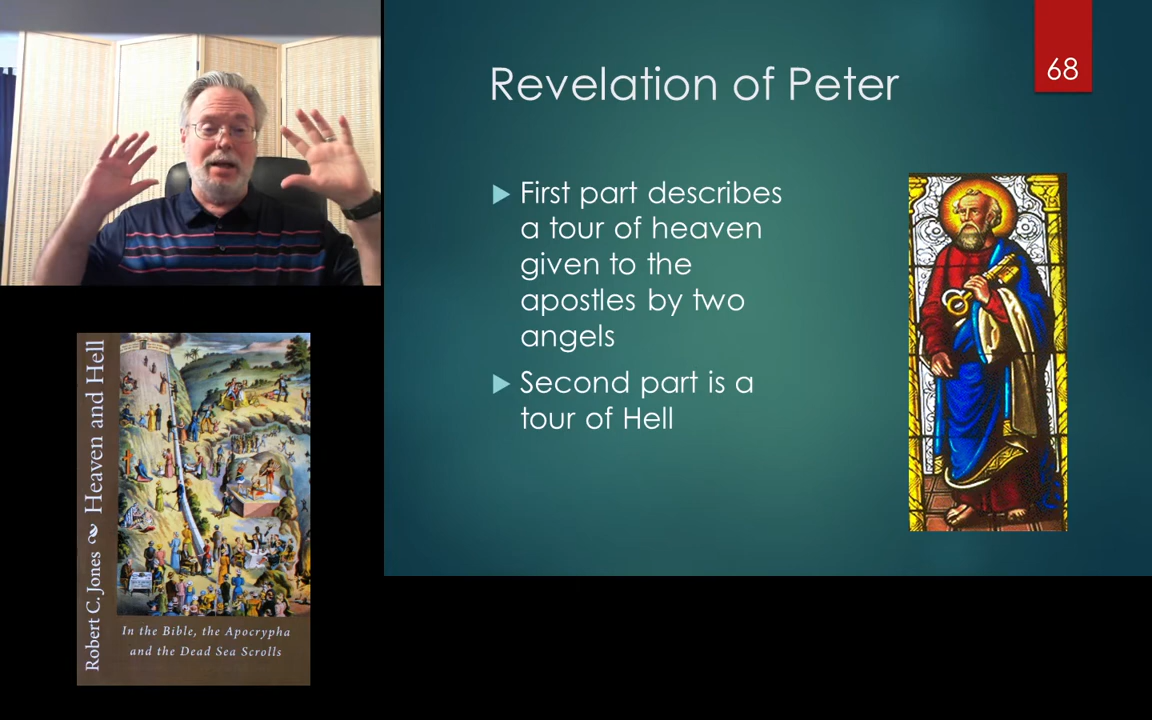 Revelation of Peter
68
First part describes
a tour of heaven
given to the
apostles by two
angels
Second part is a
tour of Hell
Robert C. Jones Heaven and Hell
In the Bible, the Apocrypha
and the Dead Sea Scrolls